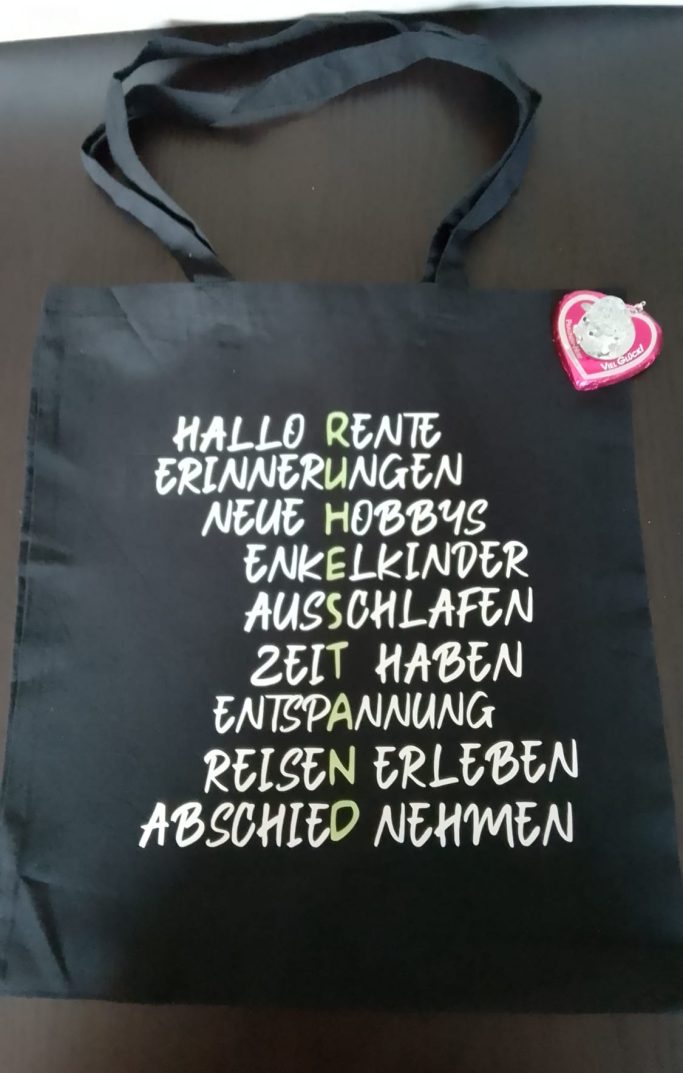 VIEL GLÜCK!
HALLO RENTE
ERINNERUNGEN
NEUE HOBBYS
ENKELKINDER
AUSSCHLAFEN
ZEIT HABEN
ENTSPANNUNG
REISEN ERLEBEN
ABSCHIED NEHMEN